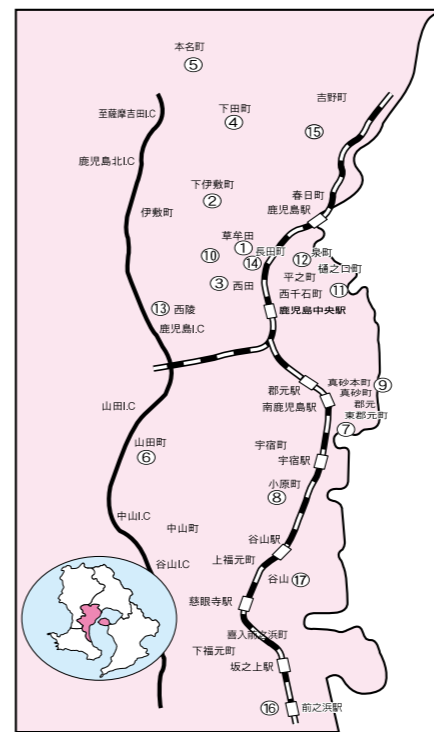 本名町
⑤
至薩摩吉田I.C
下田町
④
吉野町
⑮
鹿児島北I.C
下伊敷町
②
伊敷町
春日町
鹿児島駅
草牟田
①
長田町
⑭
⑩
⑫
泉町
樋之口町
⑪
平之町
③
西田
西千石町
鹿児島中央駅
⑬
西陵
鹿児島I.C
郡元駅
南鹿児島駅
真砂本町
⑨
真砂町
郡元
東郡元町
⑦
山田I.C
山田町
⑥
宇宿町
宇宿駅
小原町
⑧
中山I.C
中山町
谷山駅
谷山I.C
上福元町
谷山
⑰
慈眼寺駅
喜入前之浜町
下福元町
坂之上駅
⑯
前之浜駅